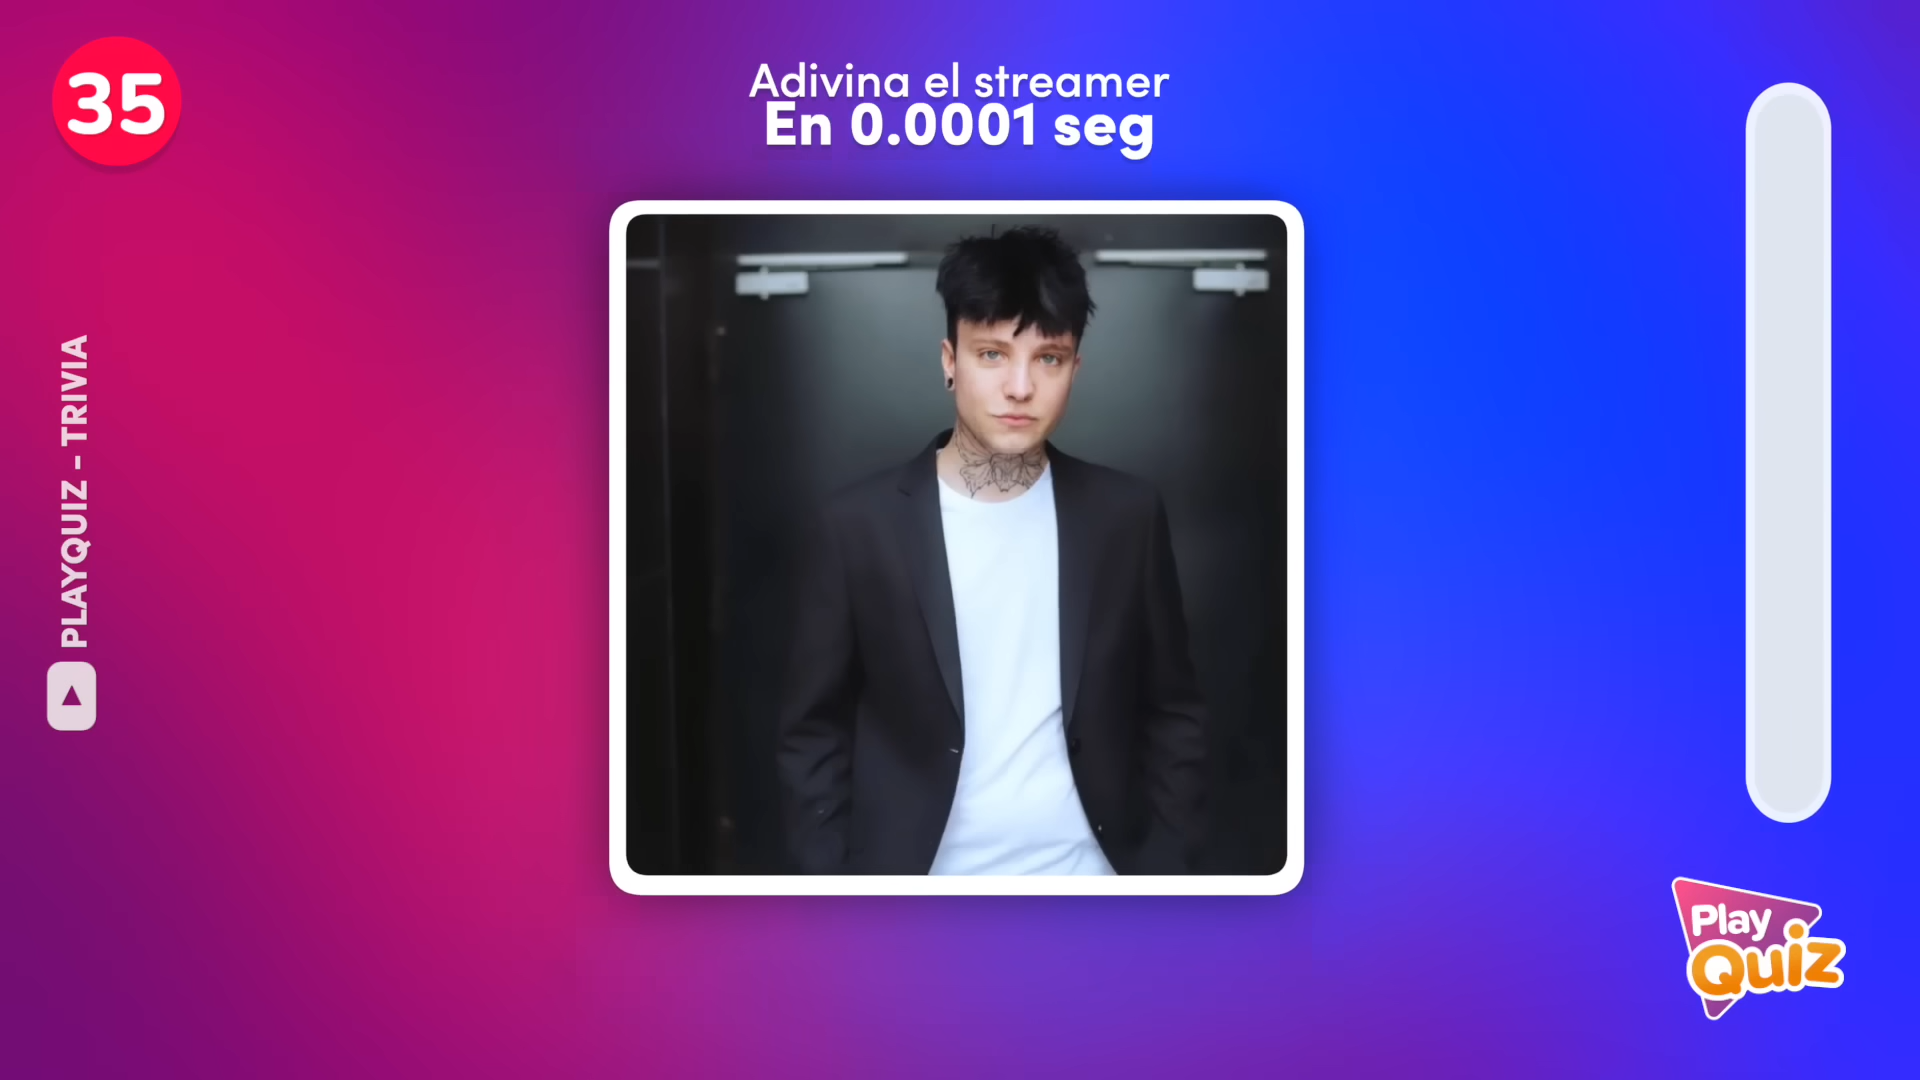 35
Adivina el streamer
En 0.0001 seg
PLAYQUIZ - TRIVIA
Play
Quiz